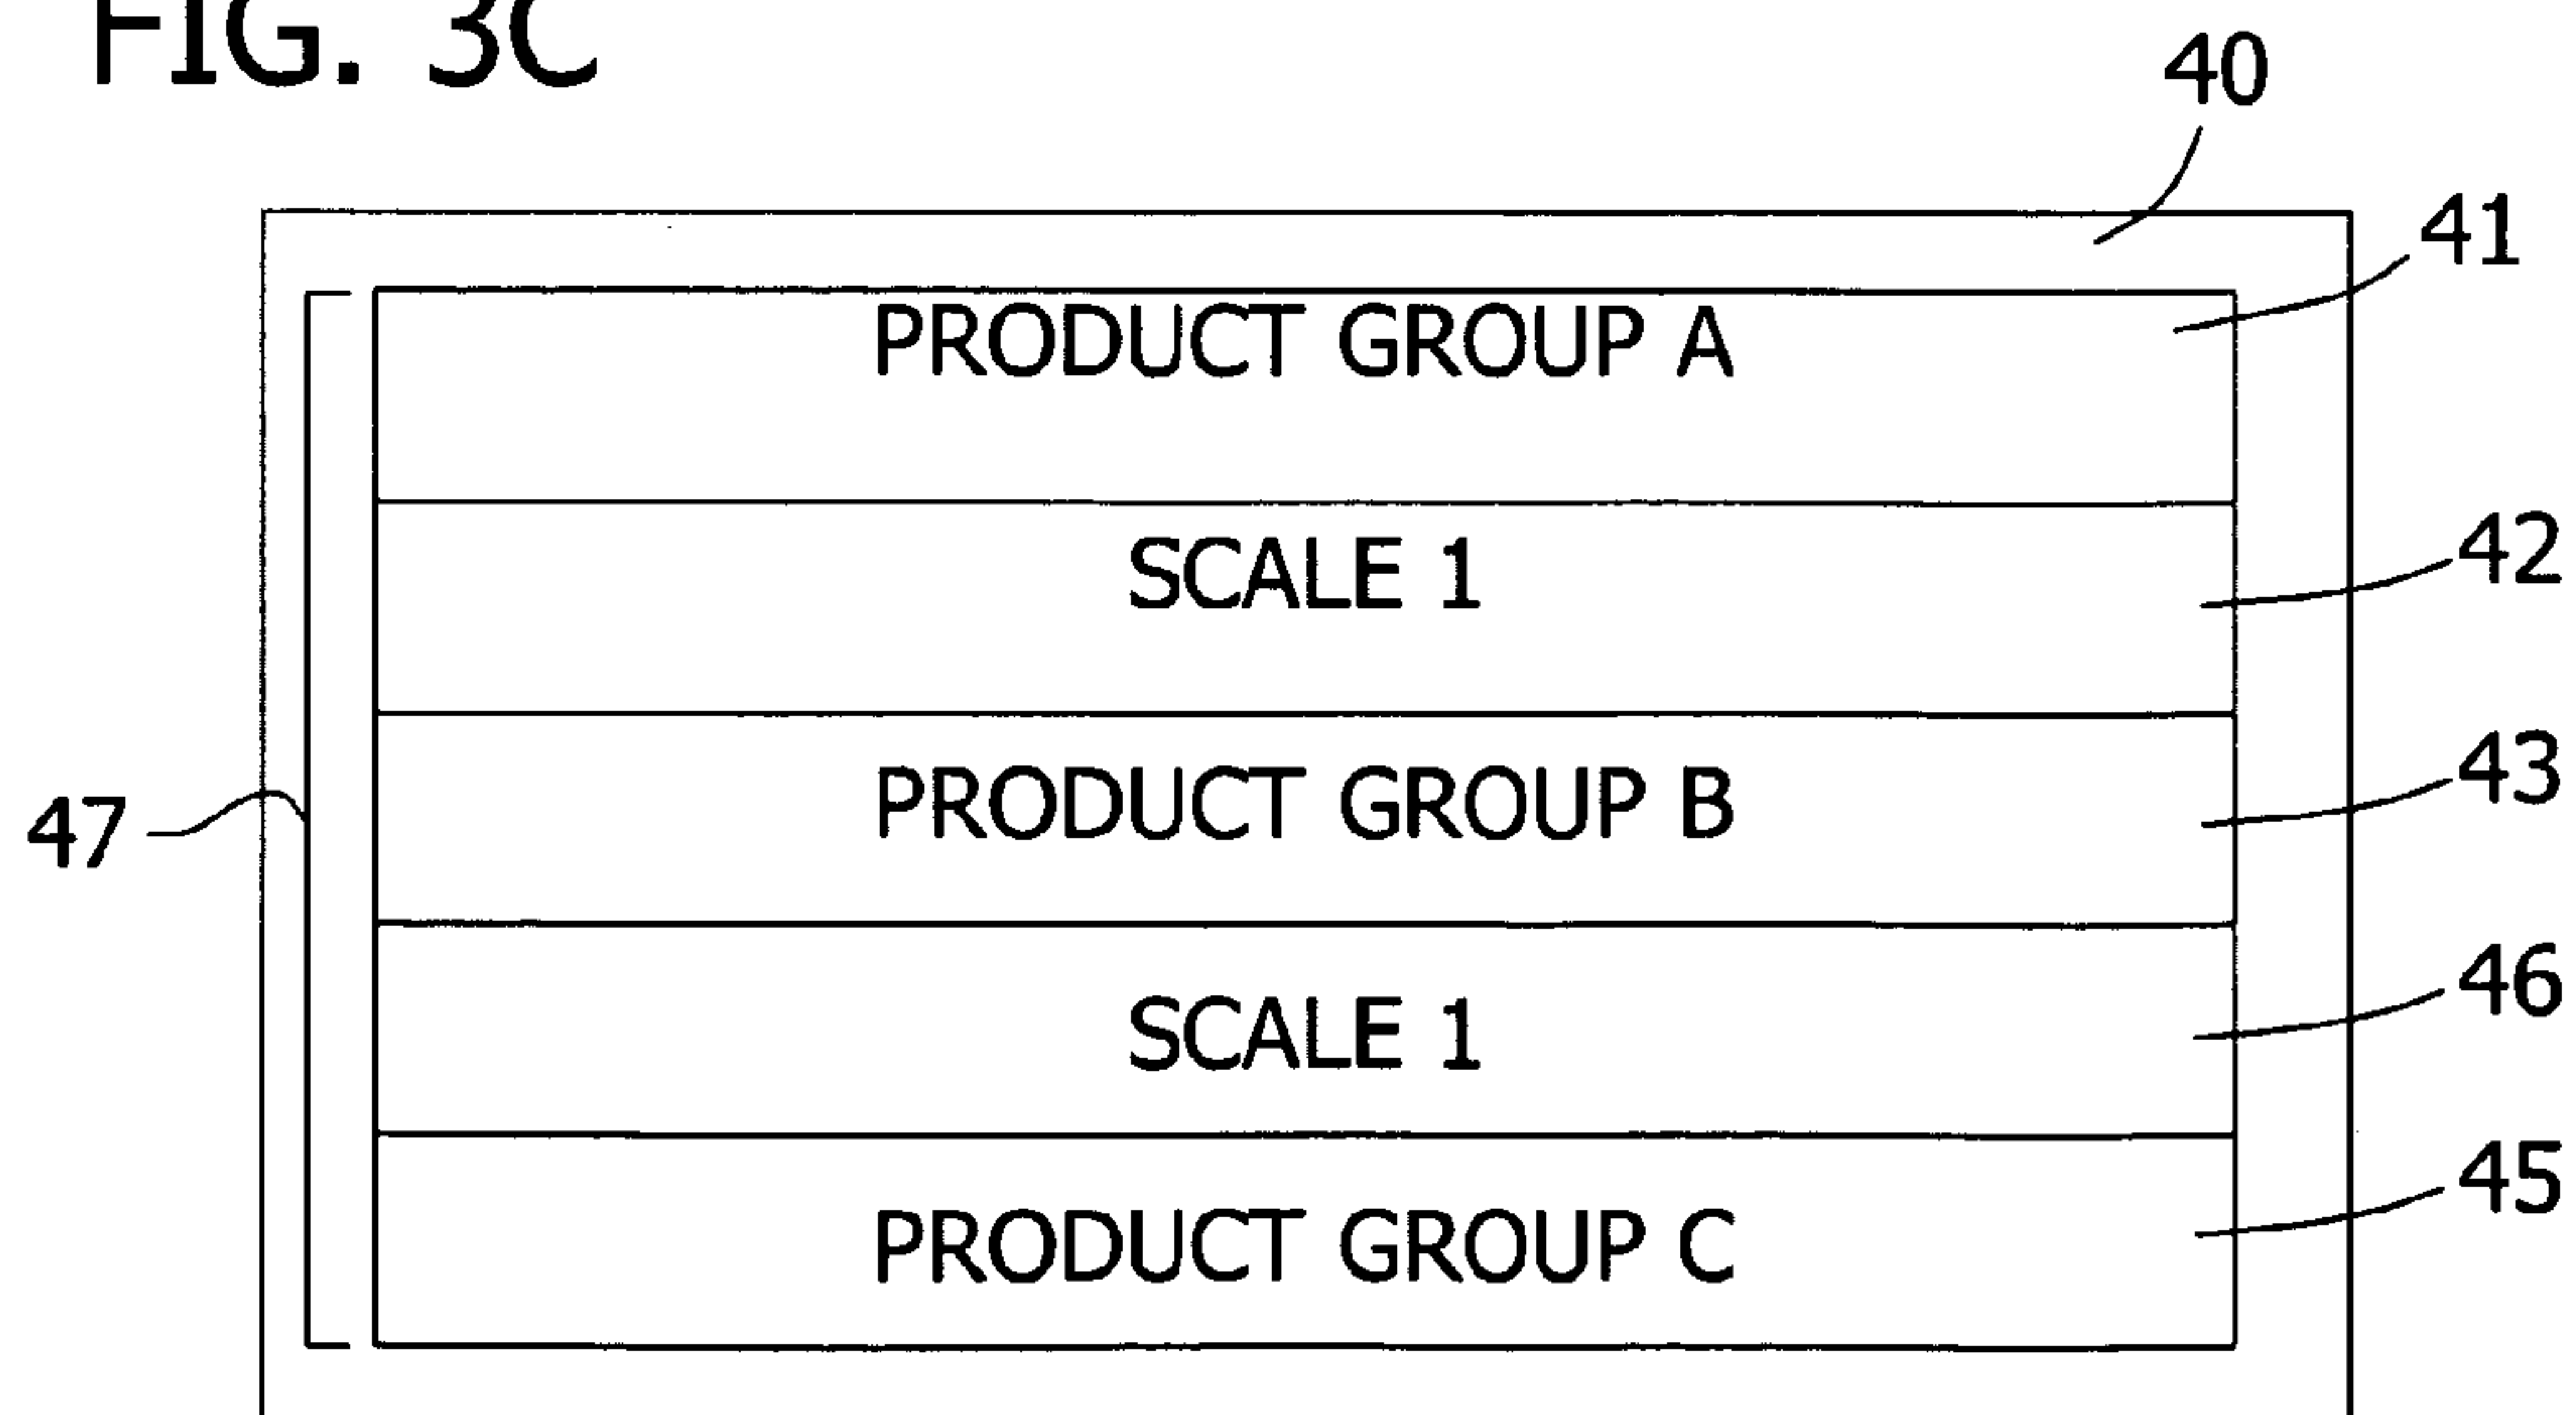 FIG. 3C
40
41
PRODUCT GROUP A
SCALE 1
42
PRODUCT GROUP B
43
47
SCALE 1
46
PRODUCT GROUP C
45